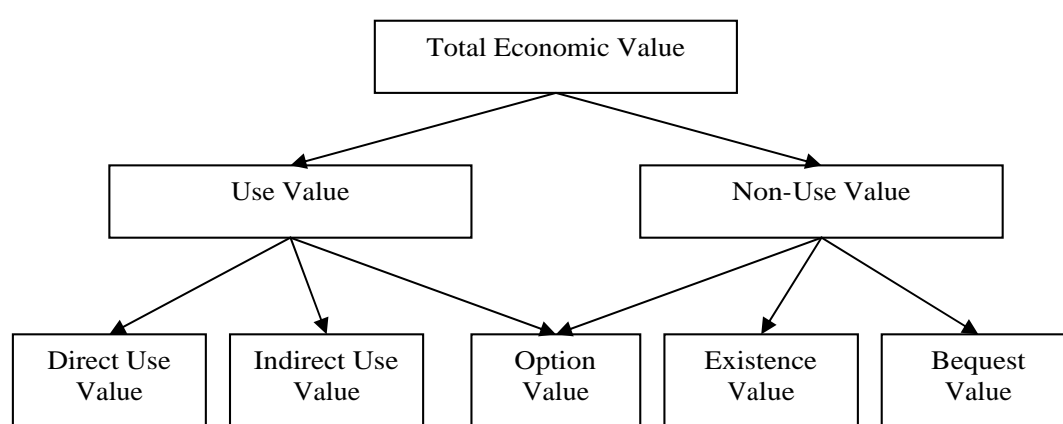 Total Economic Value
Use Value
Non-Use Value
Direct Use
Value
Indirect Use
Value
Option
Value
Existence
Value
Bequest
Value